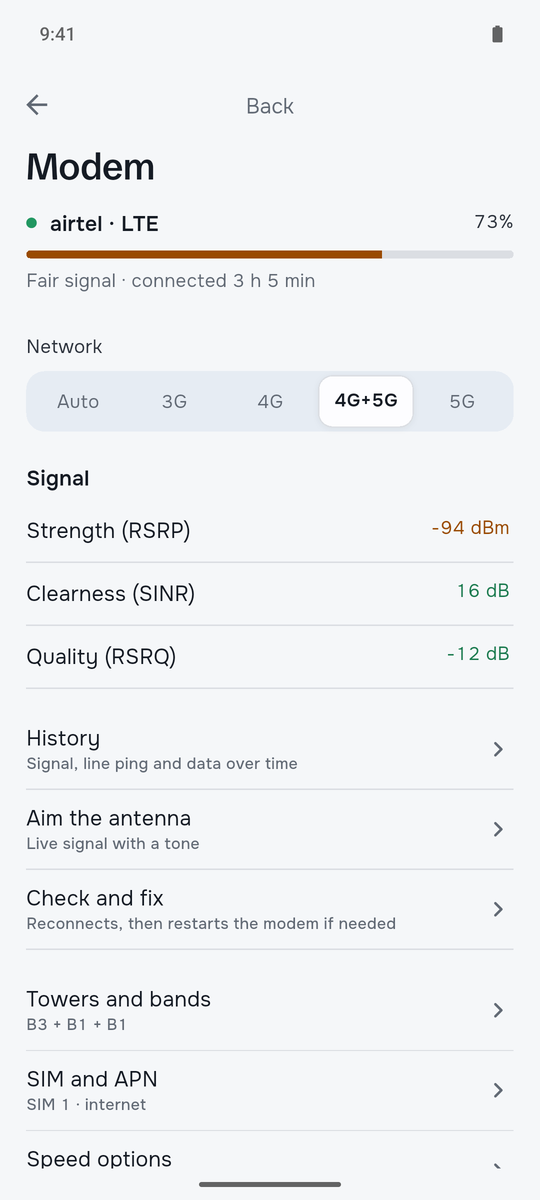 9:41
Back
Modem
airtel · LTE
73%
Fair signal · connected 3 h 5 min
Network
Auto 3G 4G 4G+5G 5G
Signal
Strength (RSRP) -94 dBm
Clearness (SINR) 16 dB
Quality (RSRQ) -12 dB
History
Signal, line ping and data over time
Aim the antenna
Live signal with a tone
Check and fix
Reconnects, then restarts the modem if needed
Towers and bands
B3 + B1 + B1
SIM and APN
SIM 1 · internet
Speed options